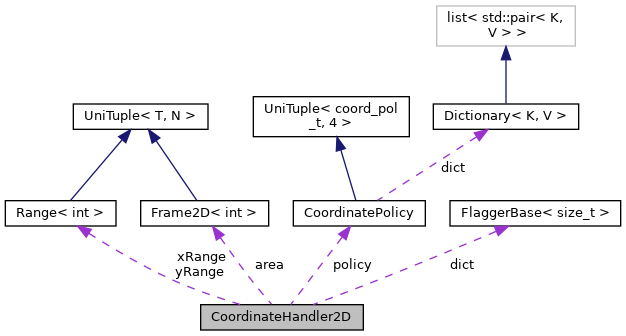 list< std::pair< K,
V > >
UniTuple< T, N >
UniTuple< coord_pol
_t, 4 >
Dictionary< K, V >
dict
Range< int >
Frame2D< int >
CoordinatePolicy
FlaggerBase< size_t >
xRange
yRange
area
policy
dict
CoordinateHandler2D